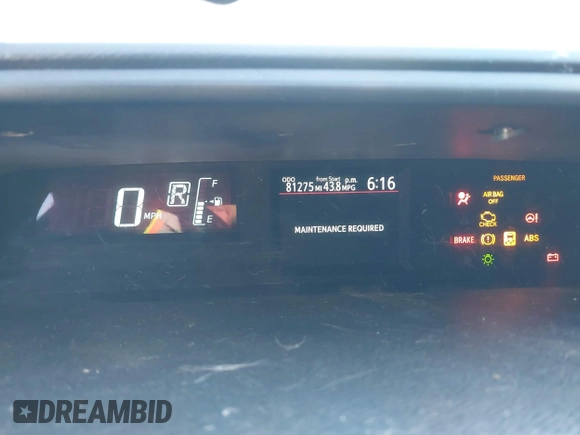 PASSENGER
ODO from Start p.m.
81275 MI 43.8 MPG 6:16
F
R
0 MPH
E
AIR BAG
OFF
CHECK
MAINTENANCE REQUIRED
BRAKE
ABS
DREAMBID